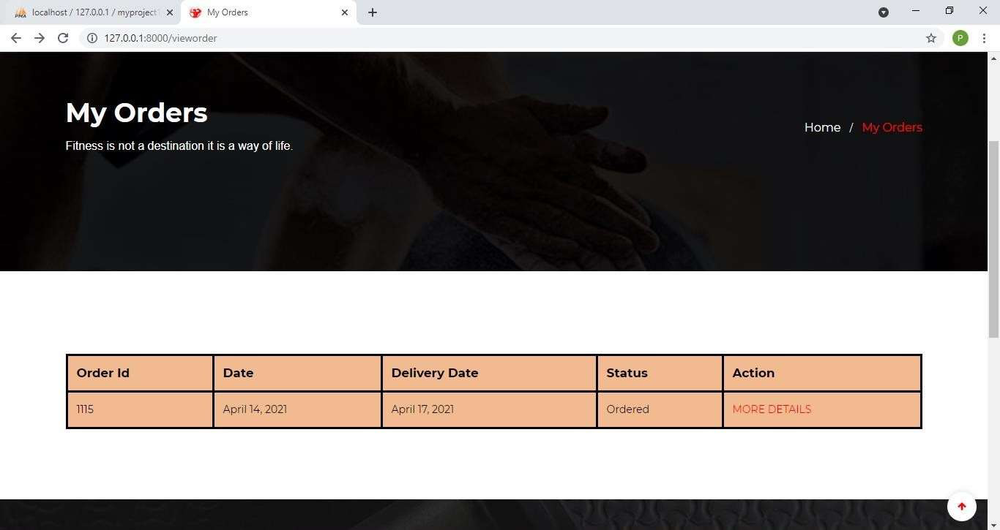 PMA localhost / 127.0.0.1 / myproject1 My Orders
127.0.0.1:8000/vieworder P
My Orders
Home / My Orders
Fitness is not a destination it is a way of life.
Order Id Date Delivery Date Status Action
1115 April 14, 2021 April 17, 2021 Ordered MORE DETAILS